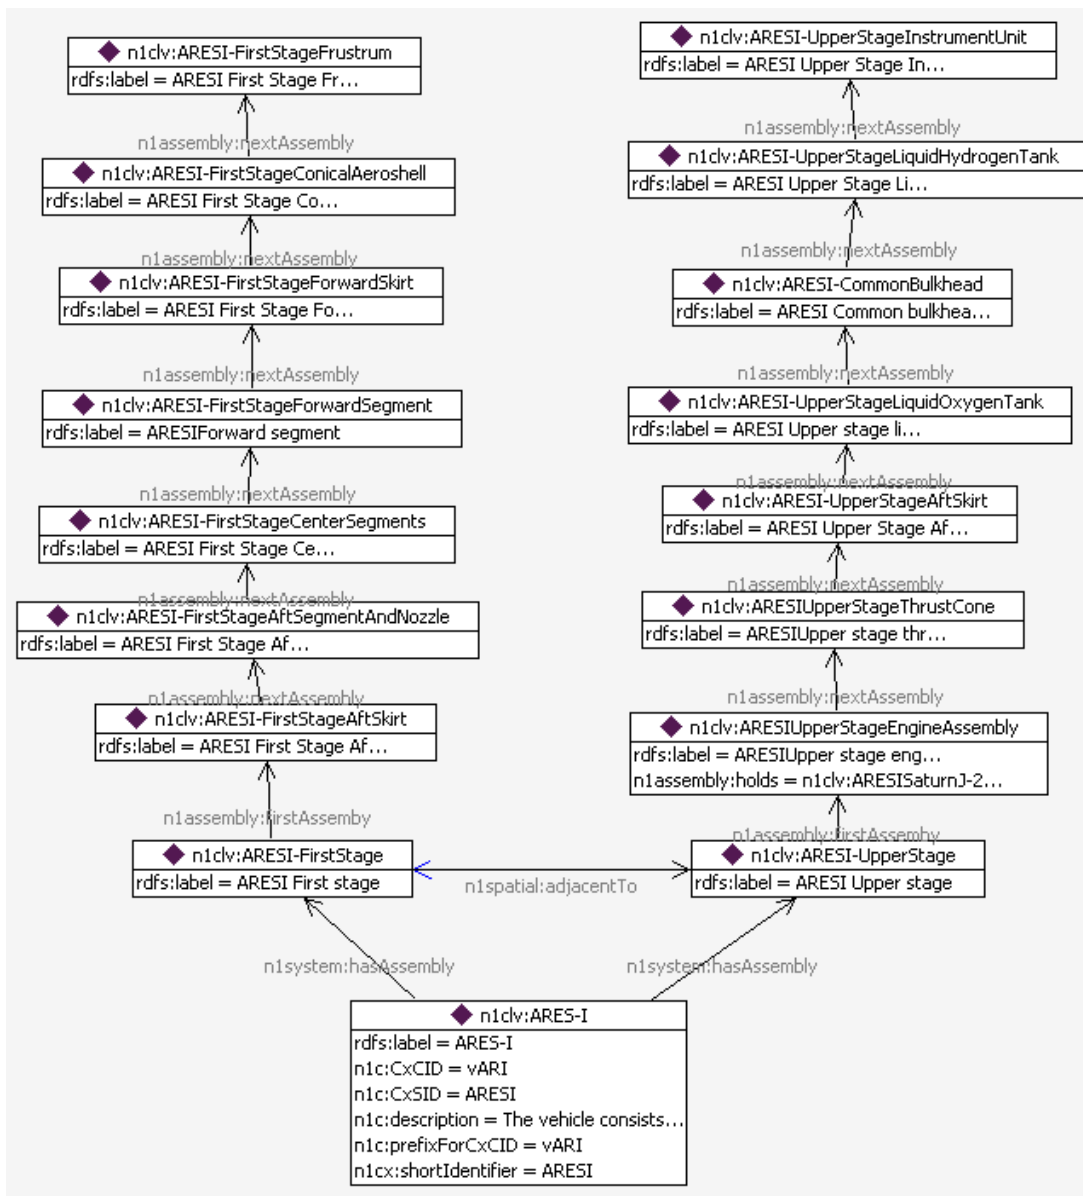 n1clv:ARESI-FirstStageFrustrum
rdfs:label = ARESI First Stage Fr...
n1assembly:nextAssembly
n1clv:ARESI-FirstStageConicalAeroshell
rdfs:label = ARESI First Stage Co...
n1assembly:nextAssembly
n1clv:ARESI-FirstStageForwardSkirt
rdfs:label = ARESI First Stage Fo...
n1assembly:nextAssembly
n1clv:ARESI-FirstStageForwardSegment
rdfs:label = ARESIForward segment
n1assembly:nextAssembly
n1clv:ARESI-FirstStageCenterSegments
rdfs:label = ARESI First Stage Ce...
n1assembly:nextAssembly
n1clv:ARESI-FirstStageAftSegmentAndNozzle
rdfs:label = ARESI First Stage Af...
n1assembly:nextAssembly
n1clv:ARESI-FirstStageAftSkirt
rdfs:label = ARESI First Stage Af...
n1assembly:firstAssemby
n1clv:ARESI-FirstStage
rdfs:label = ARESI First stage
n1clv:ARESI-UpperStageInstrumentUnit
rdfs:label = ARESI Upper Stage In...
n1assembly:nextAssembly
n1clv:ARESI-UpperStageLiquidHydrogenTank
rdfs:label = ARESI Upper Stage Li...
n1assembly:nextAssembly
n1clv:ARESI-CommonBulkhead
rdfs:label = ARESI Common bulkhea...
n1assembly:nextAssembly
n1clv:ARESI-UpperStageLiquidOxygenTank
rdfs:label = ARESI Upper stage li...
n1assembly:nextAssembly
n1clv:ARESI-UpperStageAftSkirt
rdfs:label = ARESI Upper Stage Af...
n1assembly:nextAssembly
n1clv:ARESIUpperStageThrustCone
rdfs:label = ARESIUpper stage thr...
n1assembly:nextAssembly
n1clv:ARESIUpperStageEngineAssembly
rdfs:label = ARESIUpper stage eng...
n1assembly:holds = n1clv:ARESISaturnJ-2...
n1assembly:firstAssemby
n1clv:ARESI-UpperStage
rdfs:label = ARESI Upper stage
n1spatial:adjacentTo
n1system:hasAssembly
n1system:hasAssembly
n1clv:ARES-I
rdfs:label = ARES-I
n1c:CxCID = vARI
n1c:CxSID = ARESI
n1c:description = The vehicle consists...
n1c:prefixForCxCID = vARI
n1cx:shortIdentifier = ARESI